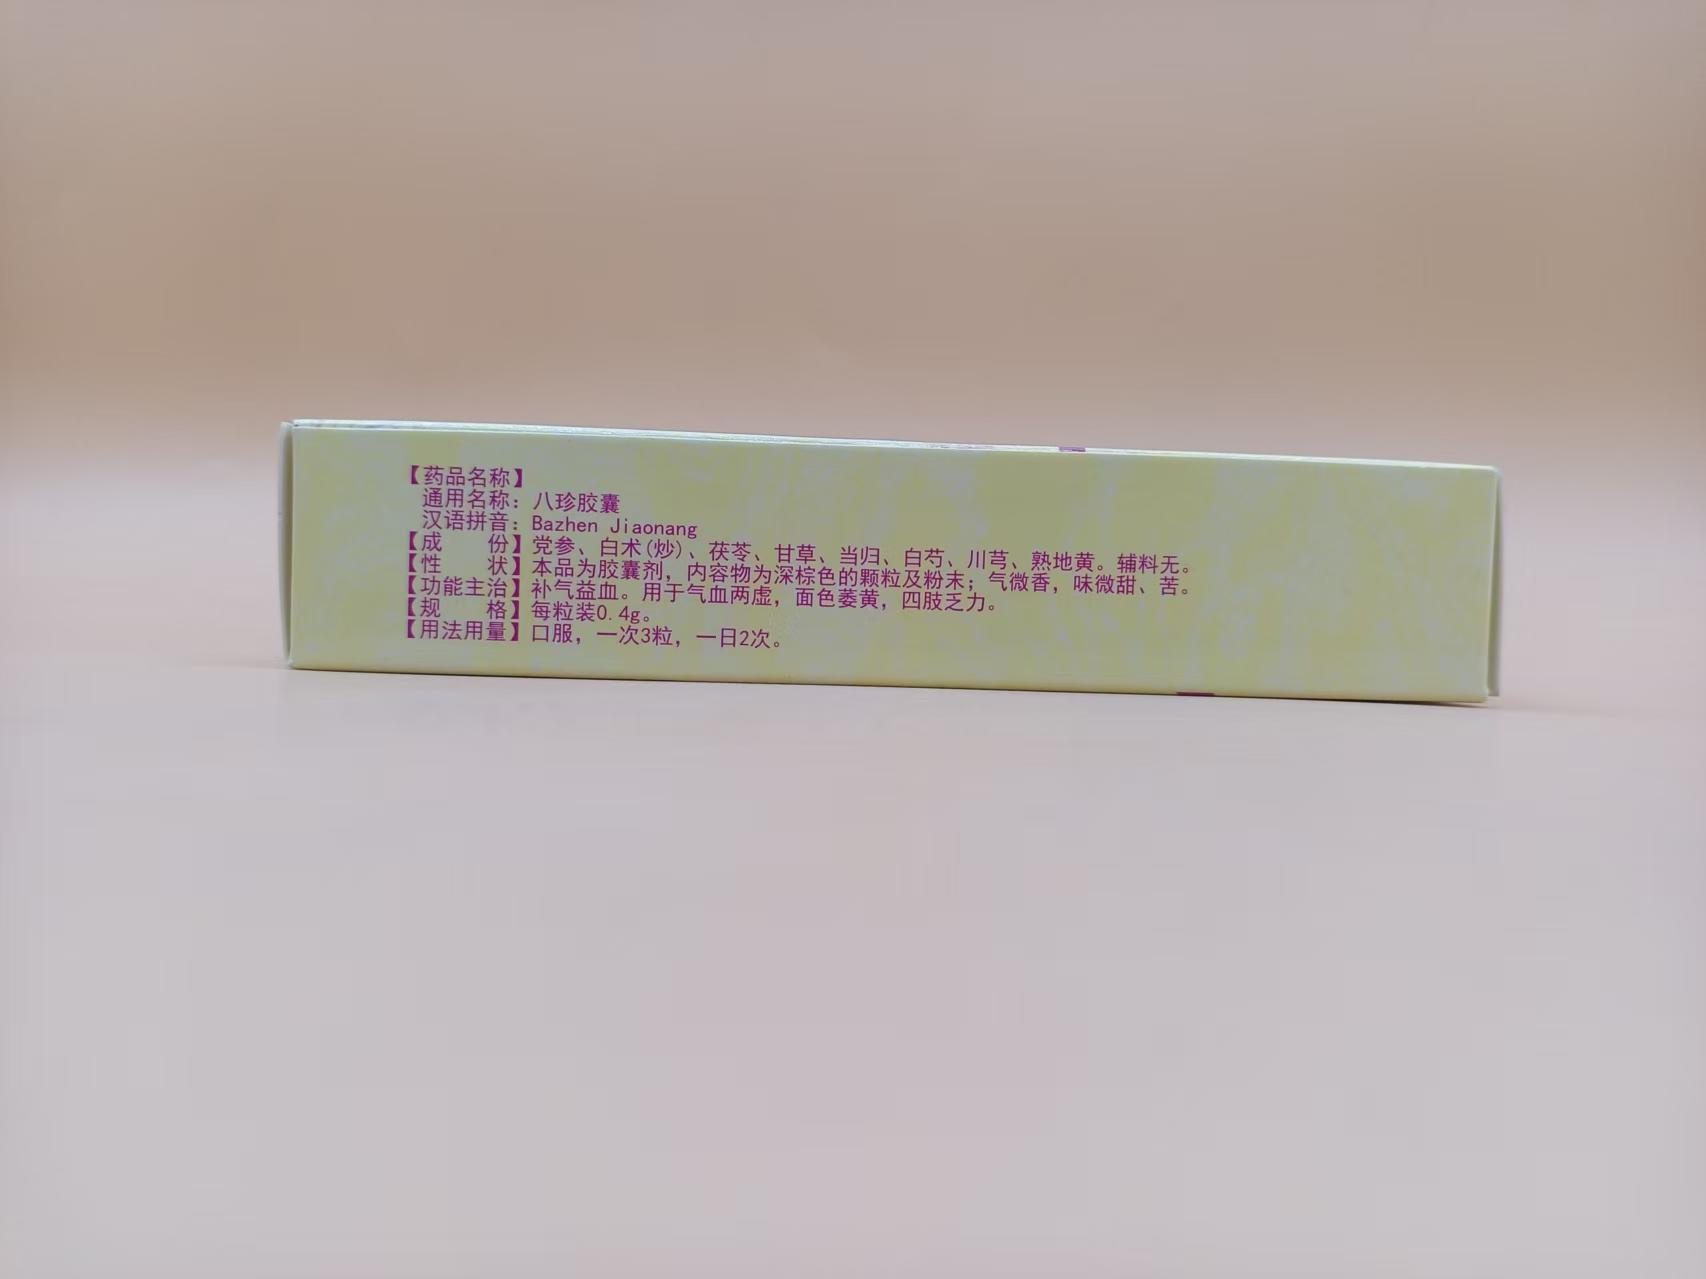 【药品名称】
通用名称：八珍胶囊
汉语拼音：Bazhen Jiaonang
【成　　份】党参、白术(炒)、茯苓、甘草、当归、白芍、川芎、熟地黄。辅料无。
【性　　状】本品为胶囊剂，内容物为深棕色的颗粒及粉末；气微香，味微甜、苦。
【功能主治】补气益血。用于气血两虚，面色萎黄，四肢乏力。
【规　　格】每粒装0.4g。
【用法用量】口服，一次3粒，一日2次。